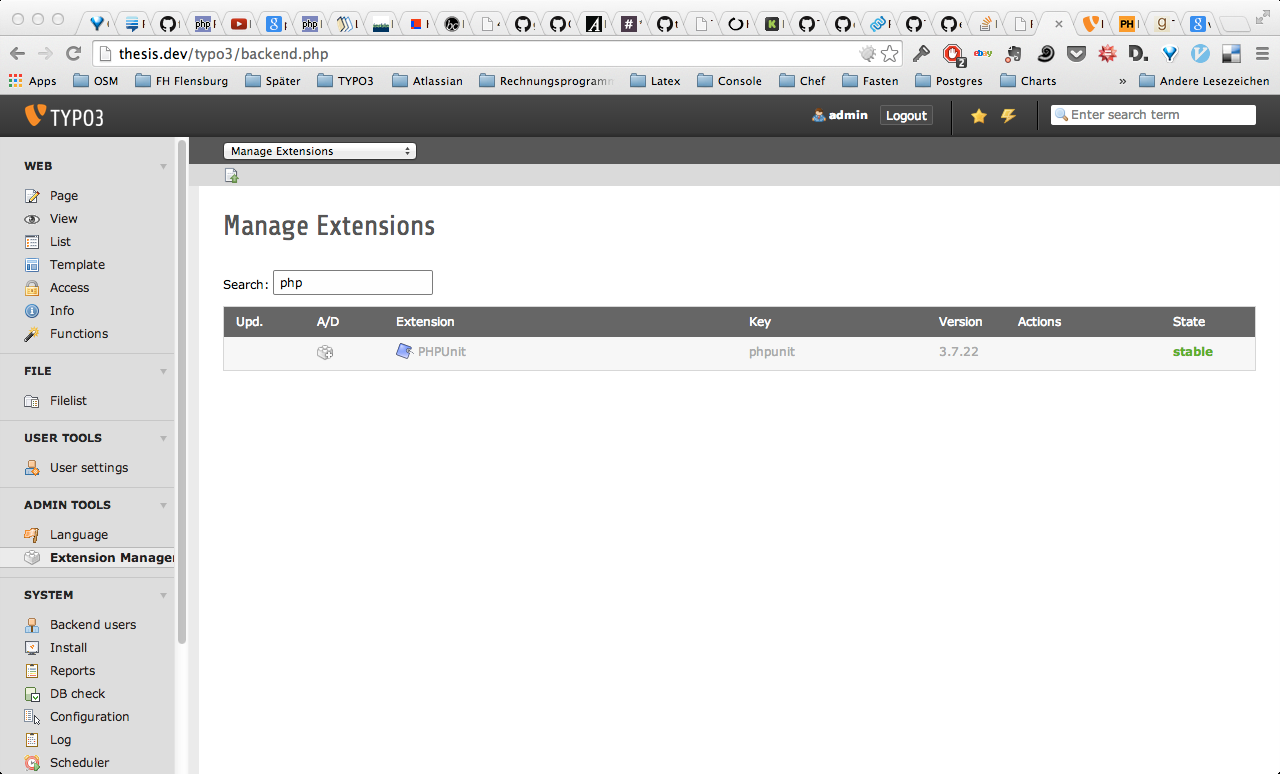 thesis.dev/typo3/backend.php
2
ebay
D.
Apps OSM FH Flensburg Später TYPO3 Atlassian Rechnungsprogramm Latex Console Chef Fasten Postgres Charts » Andere Lesezeichen
TYPO3
admin Logout Enter search term
Manage Extensions
WEB
Page
View
List
Template
Access
Info
Functions
FILE
Filelist
USER TOOLS
User settings
ADMIN TOOLS
Language
Extension Manager
SYSTEM
Backend users
Install
Reports
DB check
Configuration
Log
Scheduler
Manage Extensions
Search: php
Upd. A/D Extension Key Version Actions State
PHPUnit phpunit 3.7.22 stable